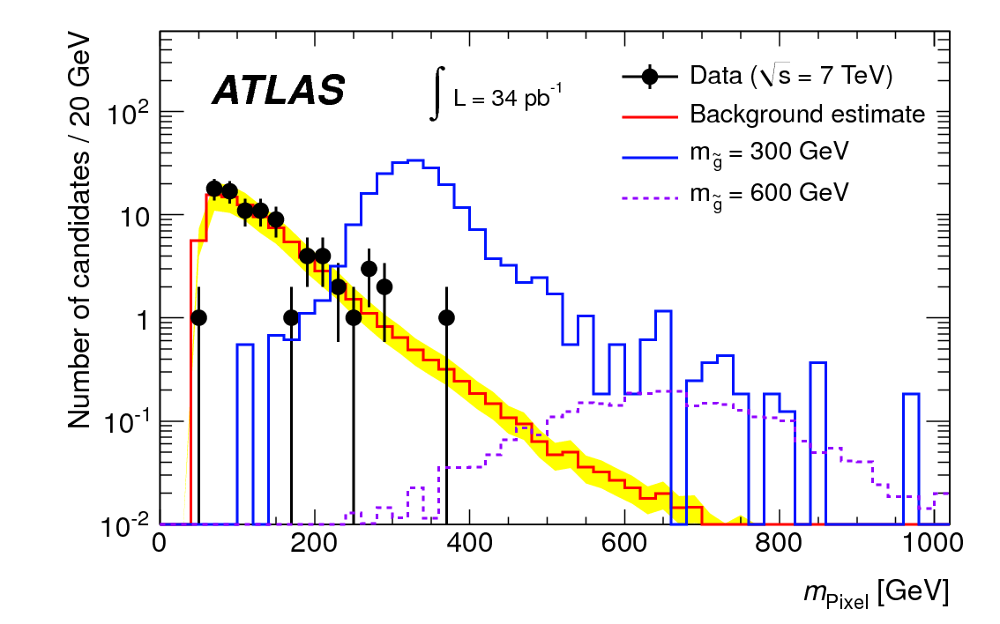 Number of candidates / 20 GeV
ATLAS
∫ L = 34 pb⁻¹
Data (√s = 7 TeV)
Background estimate
m_g̃ = 300 GeV
m_g̃ = 600 GeV
10²
10
1
10⁻¹
10⁻²
0 200 400 600 800 1000
m_Pixel [GeV]